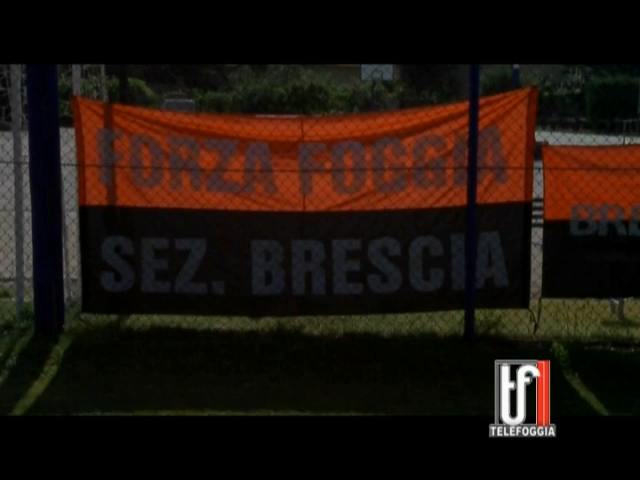 FORZA FOGGIA
SEZ. BRESCIA
BRE
tf
TELEFOGGIA